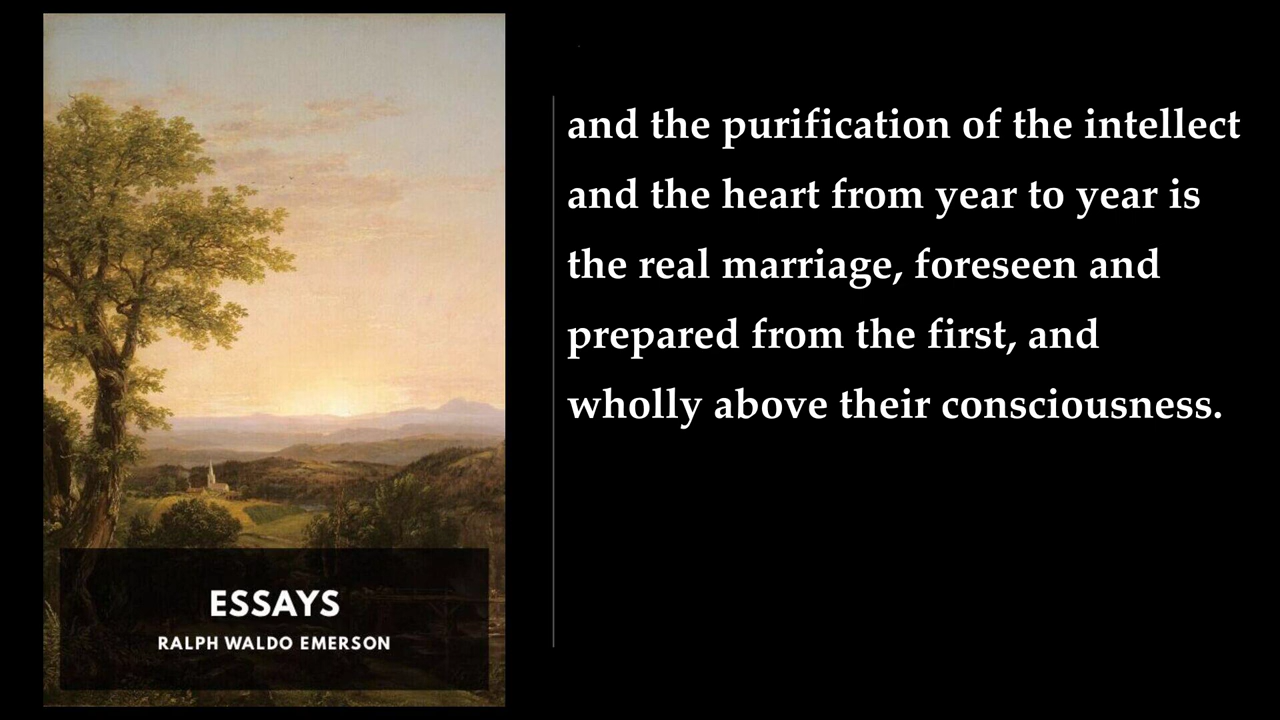 and the purification of the intellect
and the heart from year to year is
the real marriage, foreseen and
prepared from the first, and
wholly above their consciousness.
ESSAYS
RALPH WALDO EMERSON